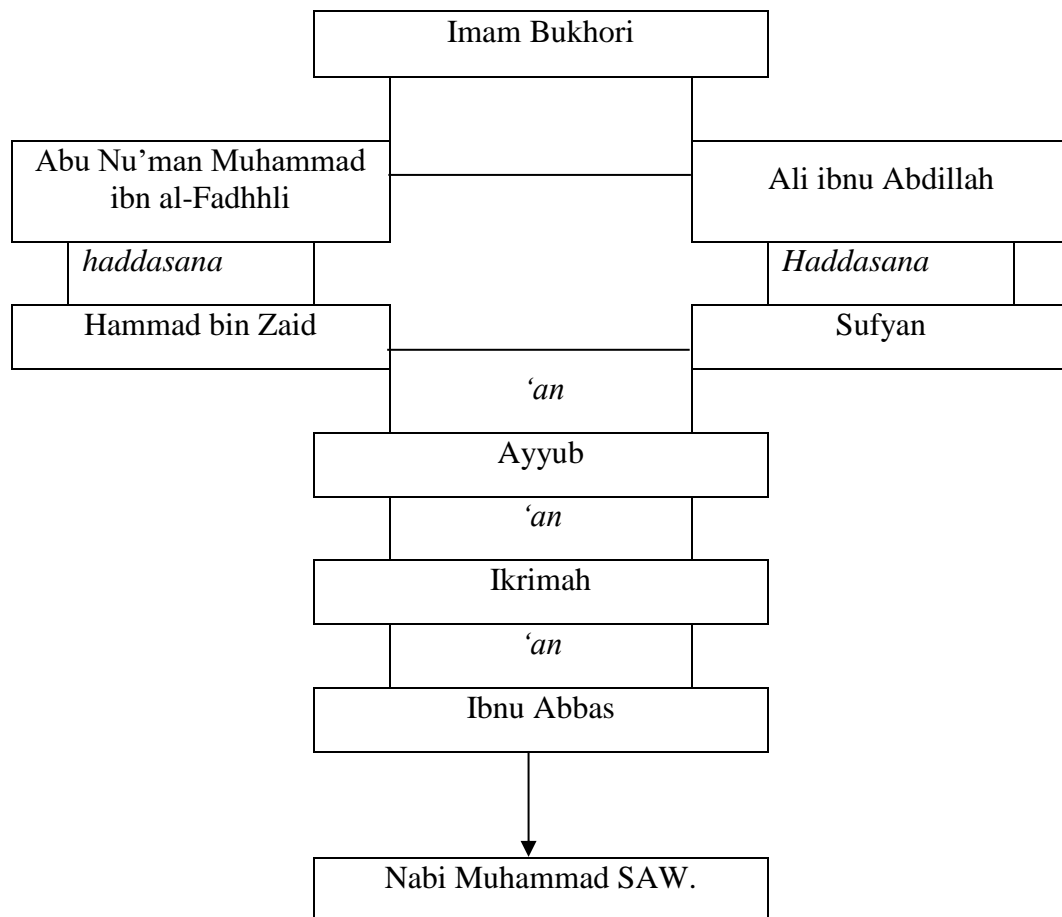 Imam Bukhori
Abu Nu’man Muhammad
ibn al-Fadhhli
Ali ibnu Abdillah
haddasana
Haddasana
Hammad bin Zaid
Sufyan
‘an
Ayyub
‘an
Ikrimah
‘an
Ibnu Abbas
Nabi Muhammad SAW.